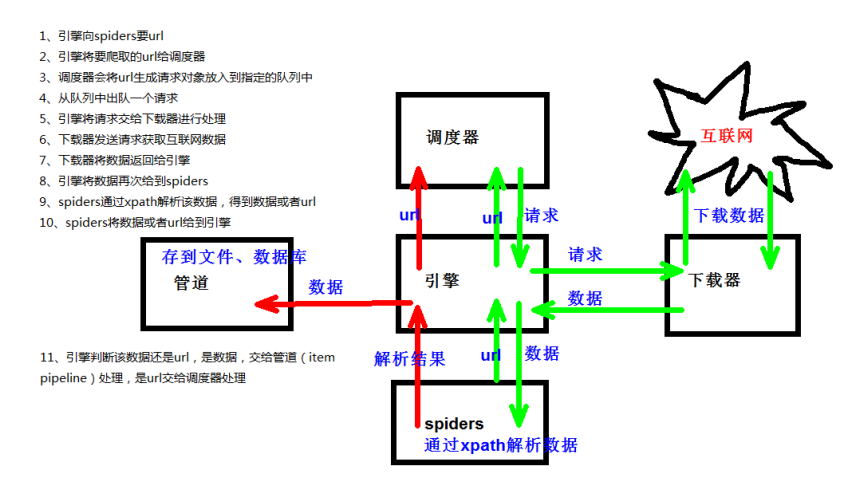 1、引擎向spiders要url
2、引擎将要爬取的url给调度器
3、调度器会将url生成请求对象放入到指定的队列中
4、从队列中出队一个请求
5、引擎将请求交给下载器进行处理
6、下载器发送请求获取互联网数据
7、下载器将数据返回给引擎
8、引擎将数据再次给到spiders
9、spiders通过xpath解析该数据，得到数据或者url
10、spiders将数据或者url给到引擎
调度器
互联网
url
url
请求
下载数据
存到文件、数据库
管道
数据
引擎
请求
数据
下载器
11、引擎判断该数据还是url，是数据，交给管道（item
pipeline）处理，是url交给调度器处理
解析结果
url
数据
spiders
通过xpath解析数据